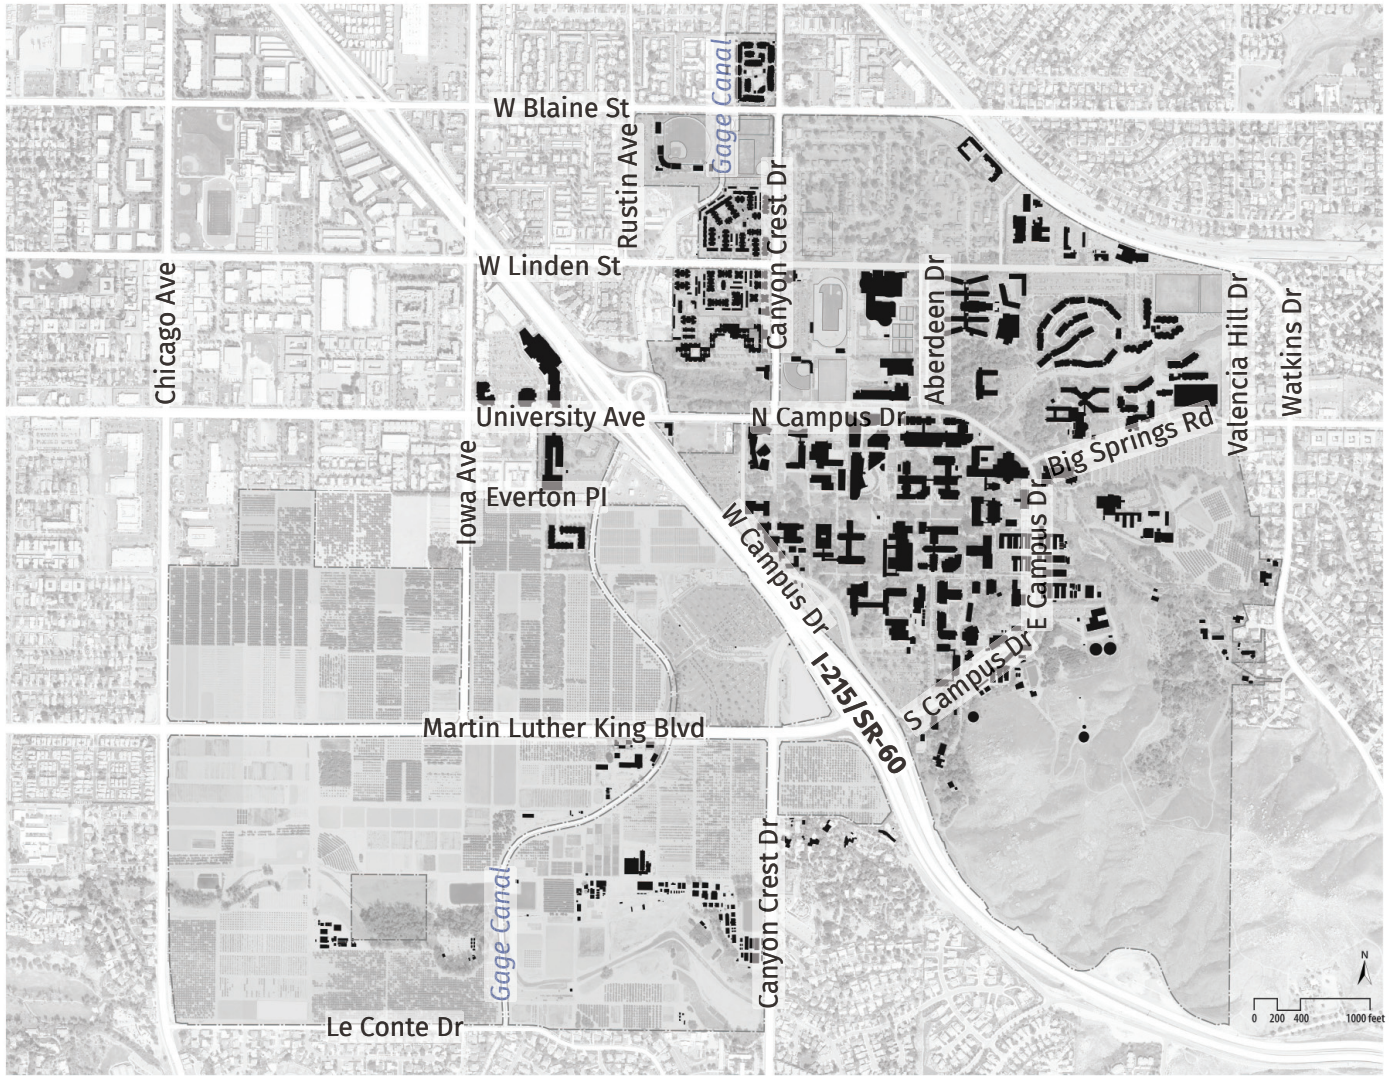 Gage Canal
W Blaine St
Rustin Ave
Canyon Crest Dr
W Linden St
Chicago Ave
Aberdeen Dr
Valencia Hill Dr
Watkins Dr
University Ave
N Campus Dr
Big Springs Rd
Iowa Ave
Everton Pl
W Campus Dr
E Campus Dr
S Campus Dr
I-215/SR-60
Martin Luther King Blvd
Gage Canal
Canyon Crest Dr
Le Conte Dr
N
0 200 400 1000 feet